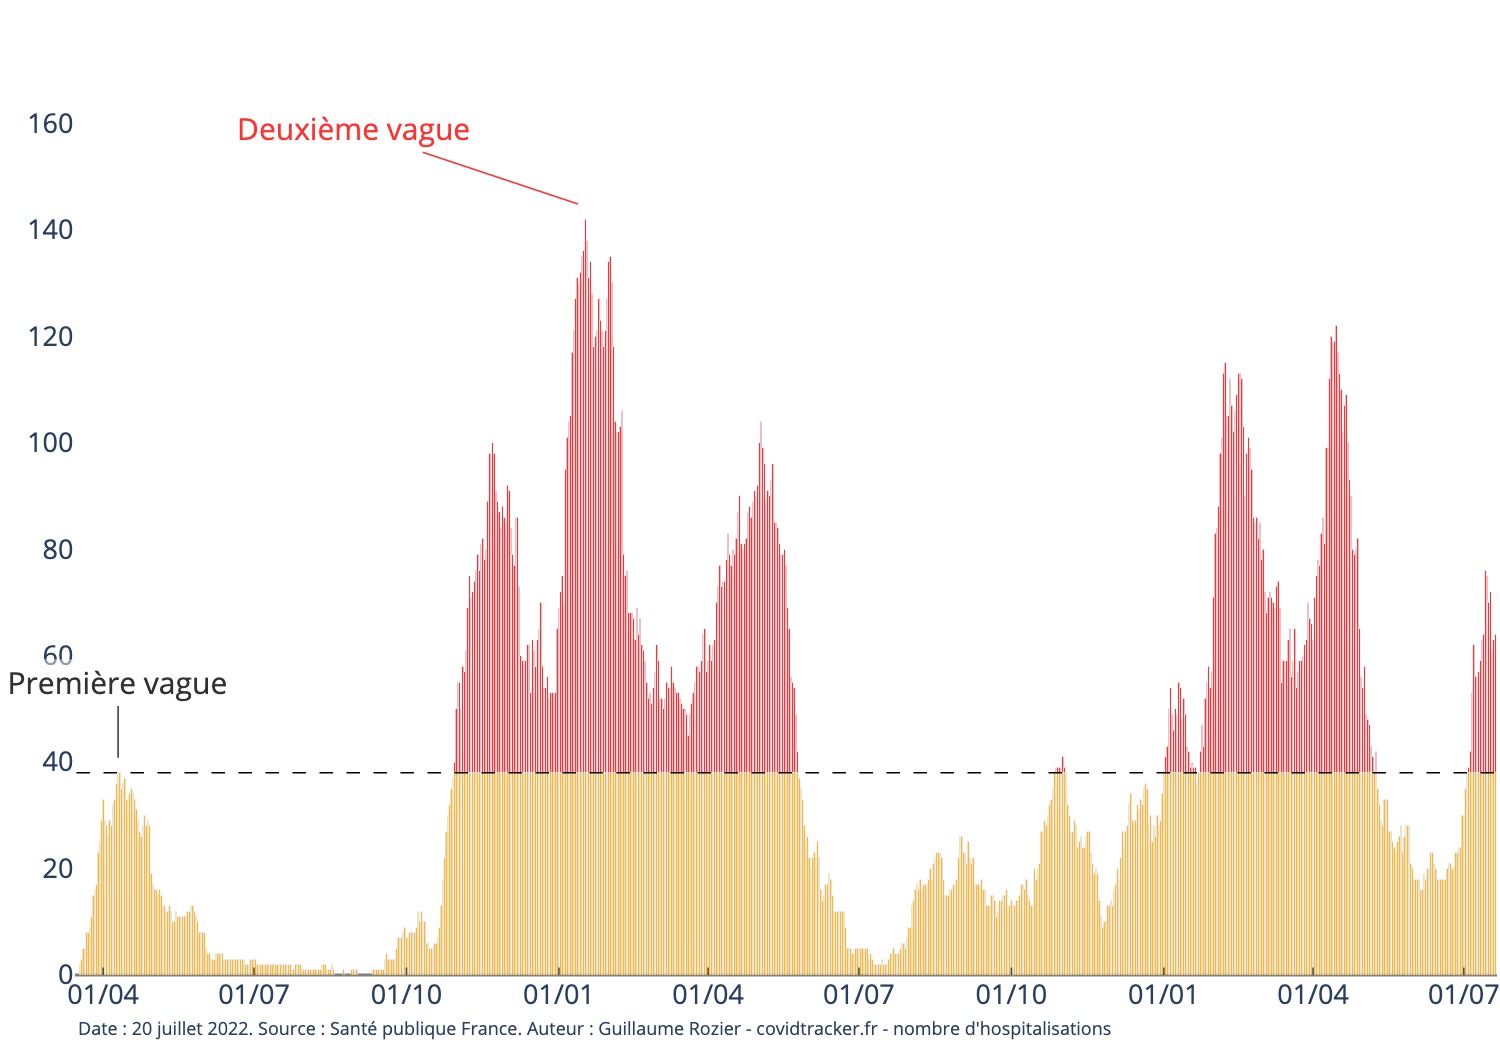 160
Deuxième vague
140
120
100
80
60
Première vague
40
20
0
01/04 01/07 01/10 01/01 01/04 01/07 01/10 01/01 01/04 01/07
Date : 20 juillet 2022. Source : Santé publique France. Auteur : Guillaume Rozier - covidtracker.fr - nombre d'hospitalisations